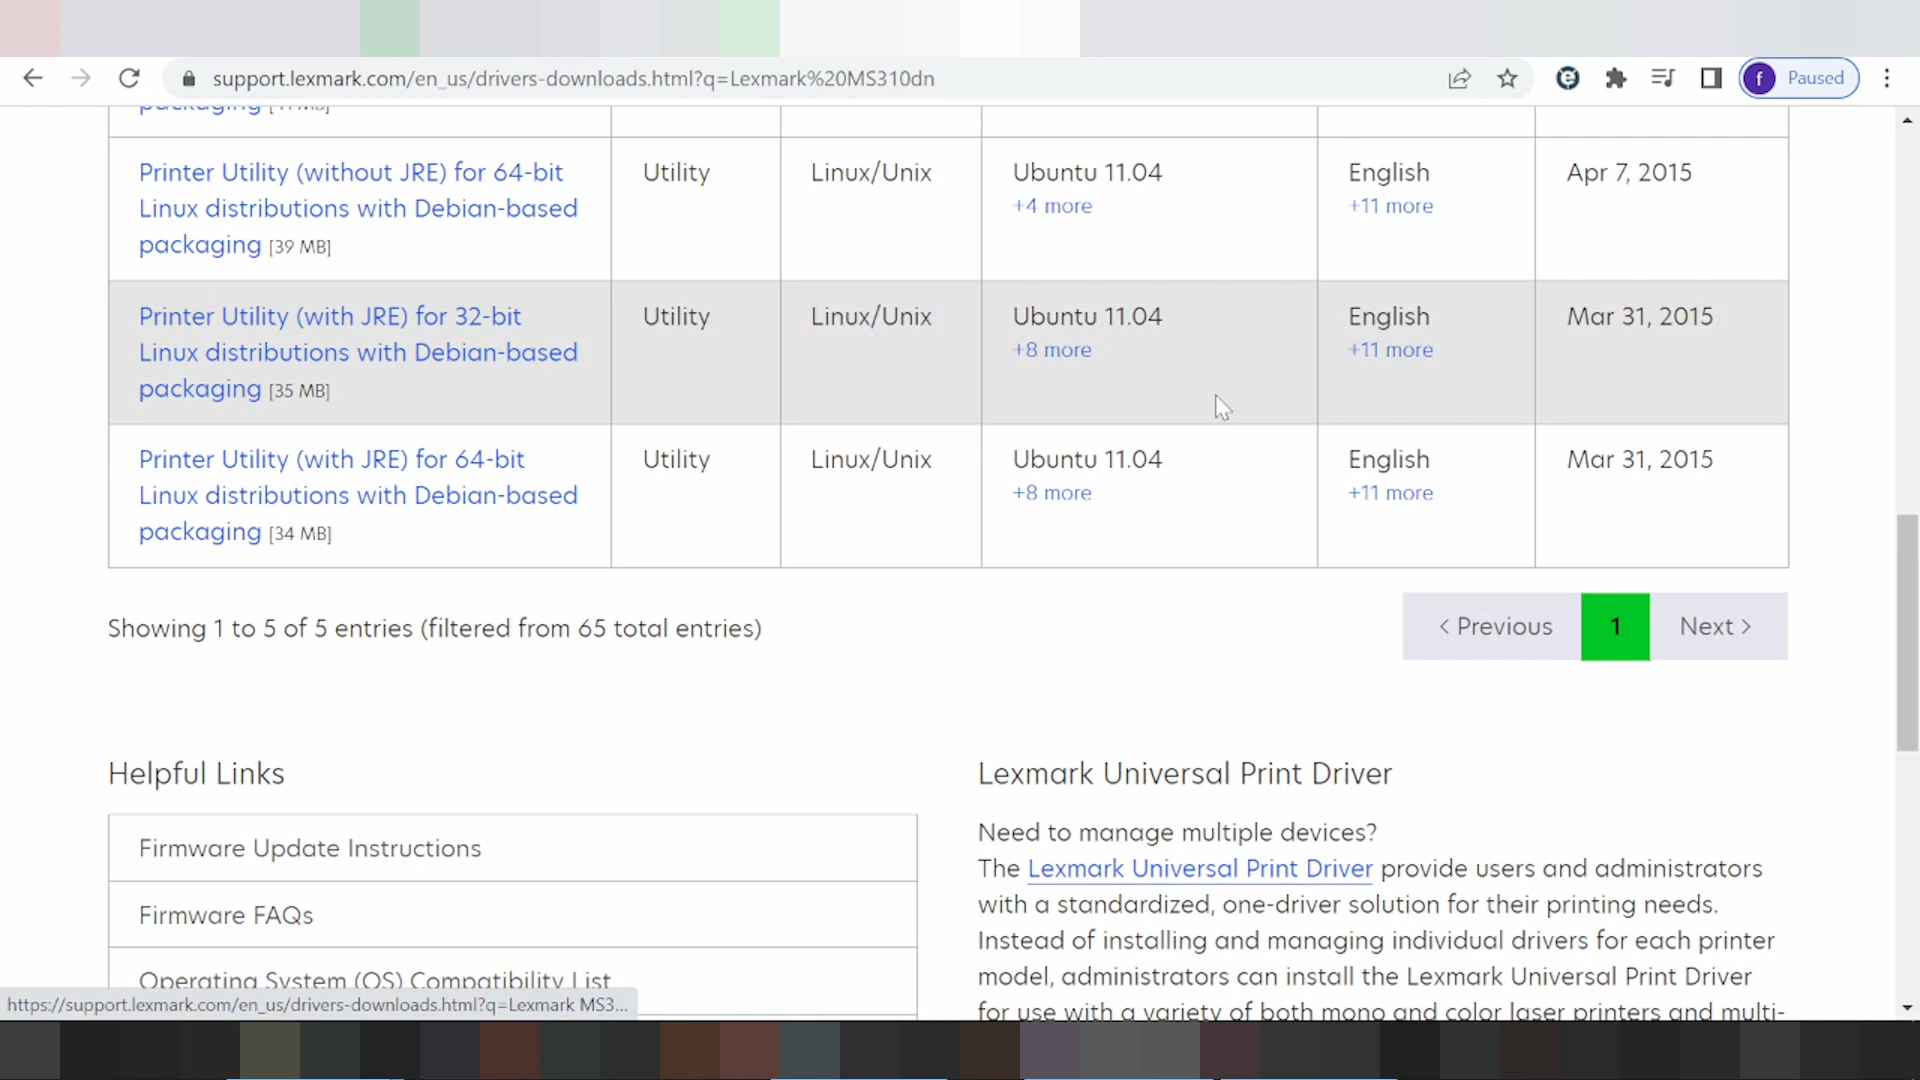 support.lexmark.com/en_us/drivers-downloads.html?q=Lexmark%20MS310dn
f Paused
packaging
Printer Utility (without JRE) for 64-bit
Linux distributions with Debian-based
packaging [39 MB]
Utility
Linux/Unix
Ubuntu 11.04
+4 more
English
+11 more
Apr 7, 2015
Printer Utility (with JRE) for 32-bit
Linux distributions with Debian-based
packaging [35 MB]
Utility
Linux/Unix
Ubuntu 11.04
+8 more
English
+11 more
Mar 31, 2015
Printer Utility (with JRE) for 64-bit
Linux distributions with Debian-based
packaging [34 MB]
Utility
Linux/Unix
Ubuntu 11.04
+8 more
English
+11 more
Mar 31, 2015
Showing 1 to 5 of 5 entries (filtered from 65 total entries)
< Previous 1 Next >
Helpful Links
Firmware Update Instructions
Firmware FAQs
Operating System (OS) Compatibility List
Lexmark Universal Print Driver
Need to manage multiple devices?
The Lexmark Universal Print Driver provide users and administrators
with a standardized, one-driver solution for their printing needs.
Instead of installing and managing individual drivers for each printer
model, administrators can install the Lexmark Universal Print Driver
for use with a variety of both mono and color laser printers and multi-
https://support.lexmark.com/en_us/drivers-downloads.html?q=Lexmark MS3...